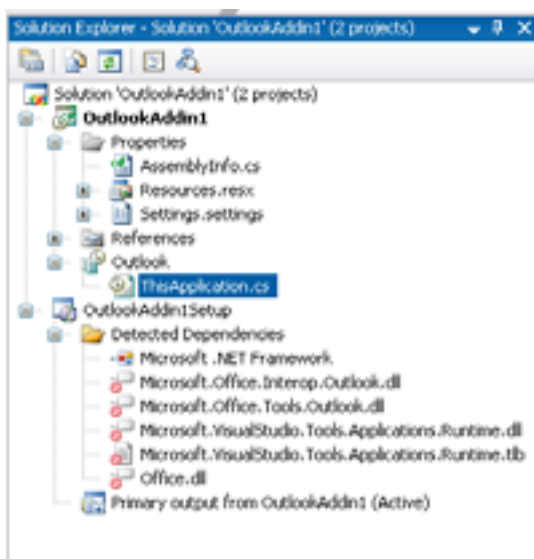 Solution Explorer - Solution 'OutlookAddin1' (2 projects)
Solution 'OutlookAddin1' (2 projects)
OutlookAddin1
Properties
AssemblyInfo.cs
Resources.resx
Settings.settings
References
Outlook
ThisApplication.cs
OutlookAddin1Setup
Detected Dependencies
Microsoft .NET Framework
Microsoft.Office.Interop.Outlook.dll
Microsoft.Office.Tools.Outlook.dll
Microsoft.VisualStudio.Tools.Applications.Runtime.dll
Microsoft.VisualStudio.Tools.Applications.Runtime.tlb
Office.dll
Primary output from OutlookAddin1 (Active)